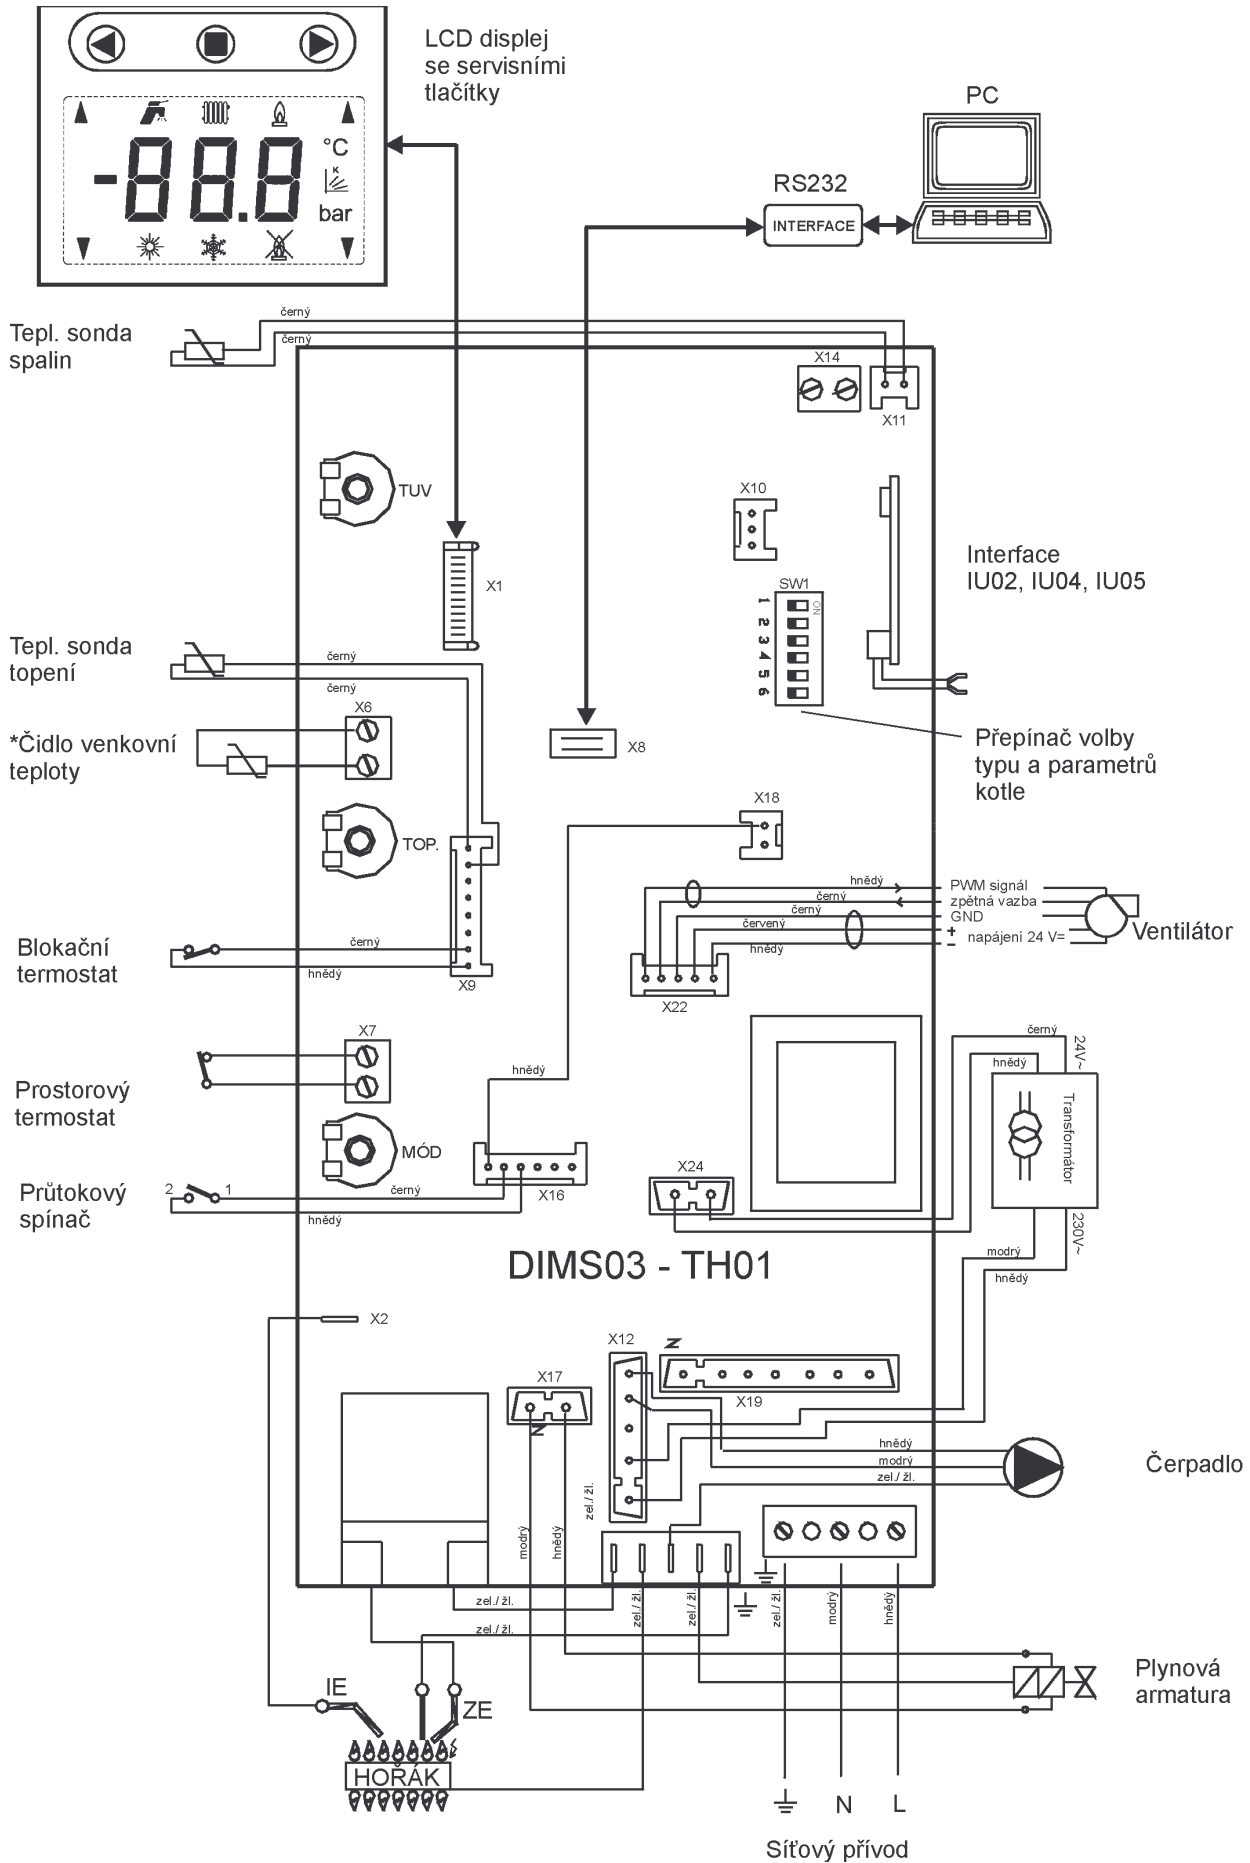 LCD displej
se servisními
tlačítky
°C
K
bar
-88.8
PC
RS232
INTERFACE
Tepl. sonda
spalin
černý
černý
X14
X11
TUV
X10
X1
SW1
ON
1
2
3
4
5
6
Interface
IU02, IU04, IU05
Tepl. sonda
topení
černý
černý
X6
*Čidlo venkovní
teploty
X8
Přepínač volby
typu a parametrů
kotle
X18
TOP.
hnědý
černý
černý
červený
hnědý
PWM signál
zpětná vazba
GND
+
napájení 24 V=
–
Ventilátor
Blokační
termostat
černý
hnědý
X9
X22
X7
hnědý
černý
hnědý
24V~
Transformátor
230V~
Prostorový
termostat
MÓD
X24
Průtokový
spínač
2
1
černý
hnědý
X16
modrý
hnědý
DIMS03 - TH01
X2
X12
N
X17
X19
N
hnědý
modrý
zel./ žl.
Čerpadlo
zel./ žl.
modrý
hnědý
zel./ žl.
zel./ žl.
zel./ žl.
zel./ žl.
zel./ žl.
modrý
hnědý
IE
ZE
HOŘÁK
Plynová
armatura
N
L
Síťový přívod